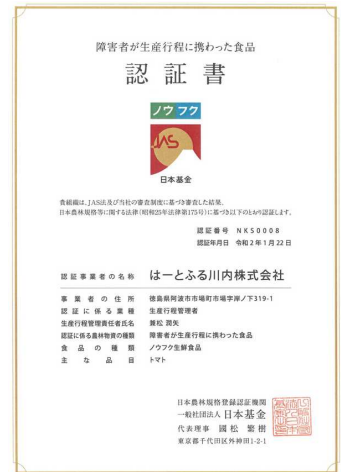 障害者が生産行程に携わった食品
認証書
ノウフク
JAS
日本基金
貴組織は、JAS法及び当社の審査制度に基づき審査した結果、
日本農林規格等に関する法律(昭和25年法律第175号)に基づき以下のとおり認証します。
認証番号 NK50008
認証年月日 令和2年1月22日
認証事業者の名称 はーとふる川内株式会社
事業者の住所 徳島県阿波市市場町市場字岸ノ下319-1
認証に係る業種 生産行程管理者
生産行程管理責任者氏名 兼松 潤矢
認証に係る農林物資の種類 障害者が生産行程に携わった食品
食品の種類 ノウフク生鮮食品
主な品目 トマト
日本農林規格登録認証機関
一般社団法人 日本基金
代表理事 國松 繁樹
東京都千代田区外神田1-2-1